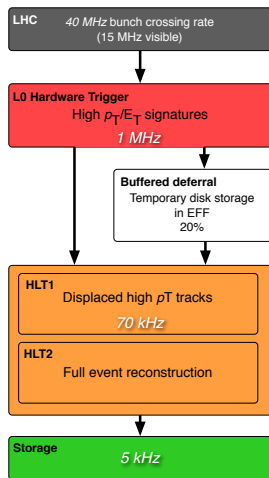 LHC 40 MHz bunch crossing rate
(15 MHz visible)
L0 Hardware Trigger
High pT/ET signatures
1 MHz
Buffered deferral
Temporary disk storage
in EFF
20%
HLT1
Displaced high pT tracks
70 kHz
HLT2
Full event reconstruction
Storage
5 kHz